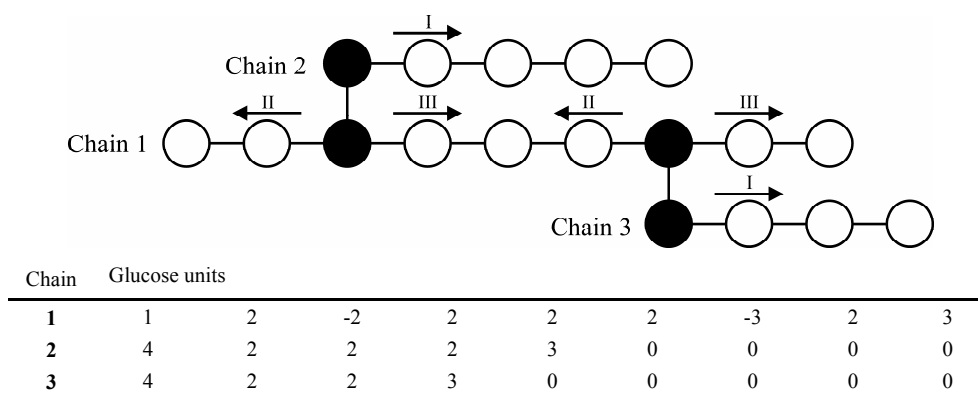 I
Chain 2
II III II III
Chain 1
I
Chain 3
Chain Glucose units
1 1 2 -2 2 2 2 -3 2 3
2 4 2 2 2 3 0 0 0 0
3 4 2 2 3 0 0 0 0 0